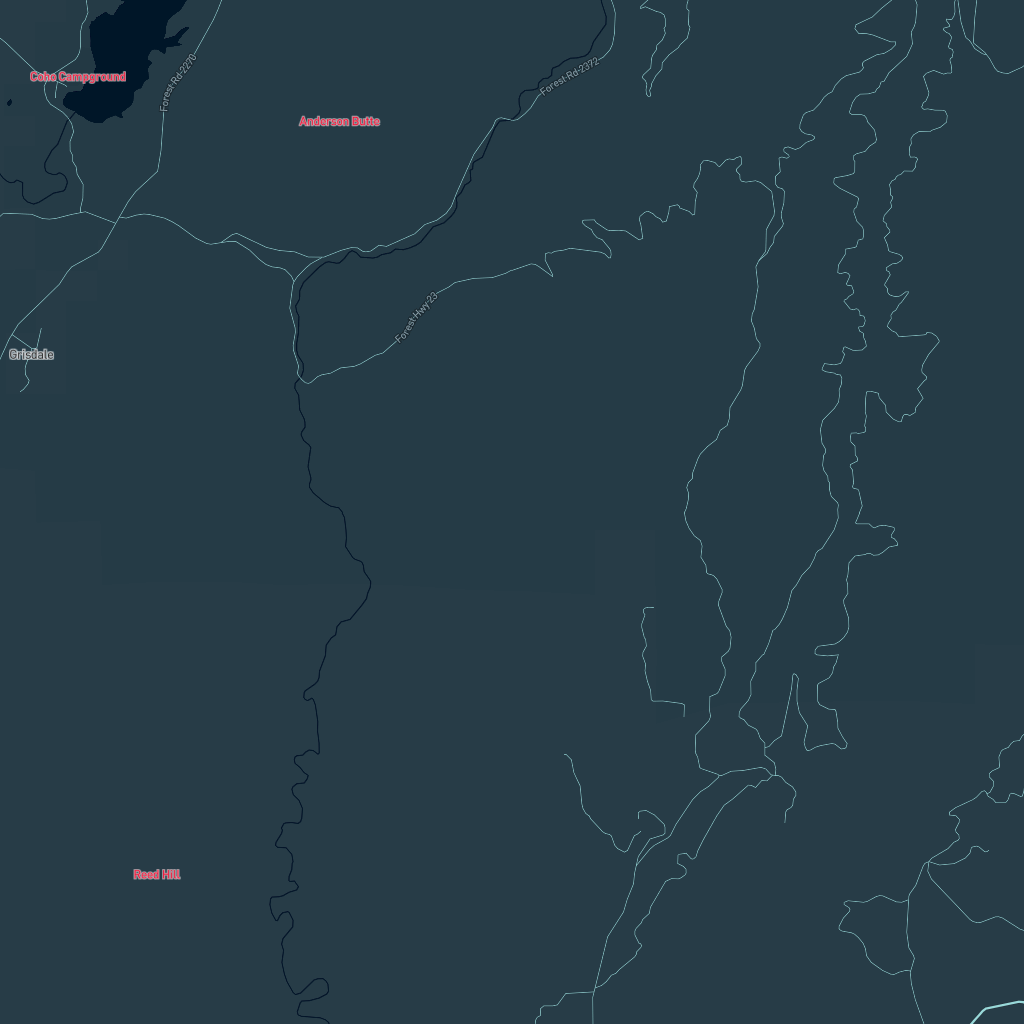 Coho Campground
Forest Rd 2270
Forest Rd 2372
Anderson Butte
Forest Hwy 23
Grisdale
Reed Hill